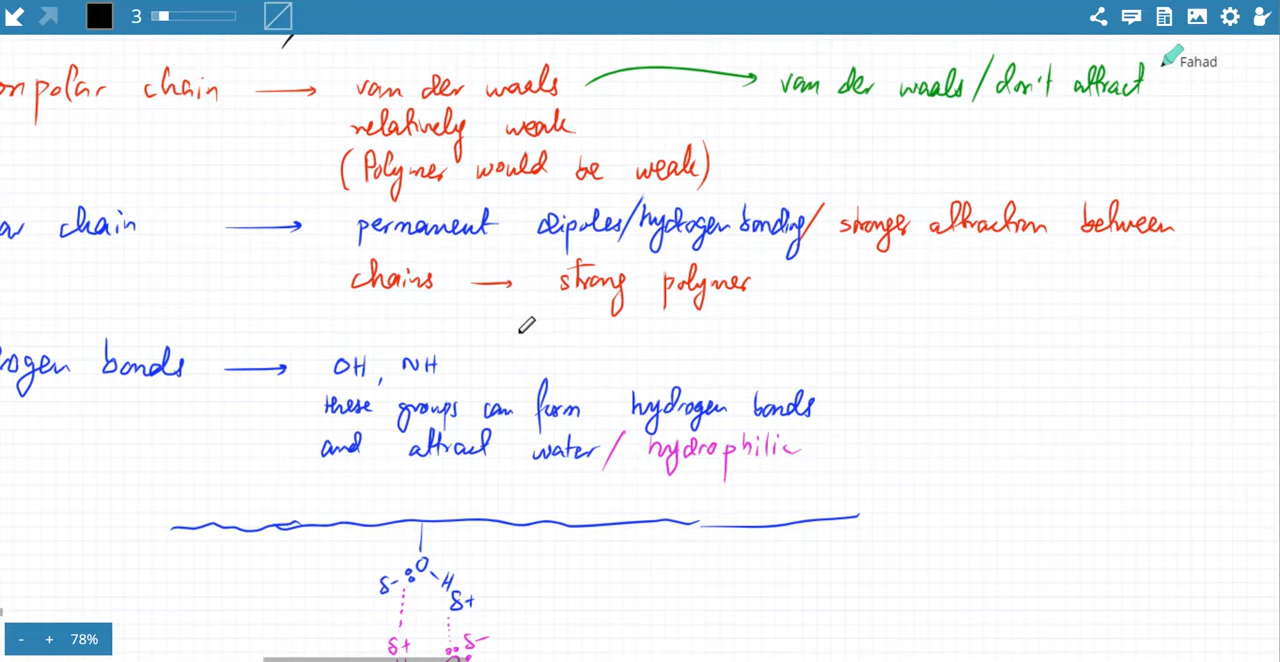 3
Fahad
onpolar chain → van der waals → van der waals/don't attract
relatively weak
(Polymer would be weak)
ar chain → permanent dipoles/hydrogen bonding/ stronger attraction between
chains → strong polymer
rogen bonds → OH, NH
these groups can form hydrogen bonds
and attract water/ hydrophilic
O
δ- H
δ+
δ+ δ-
- + 78%